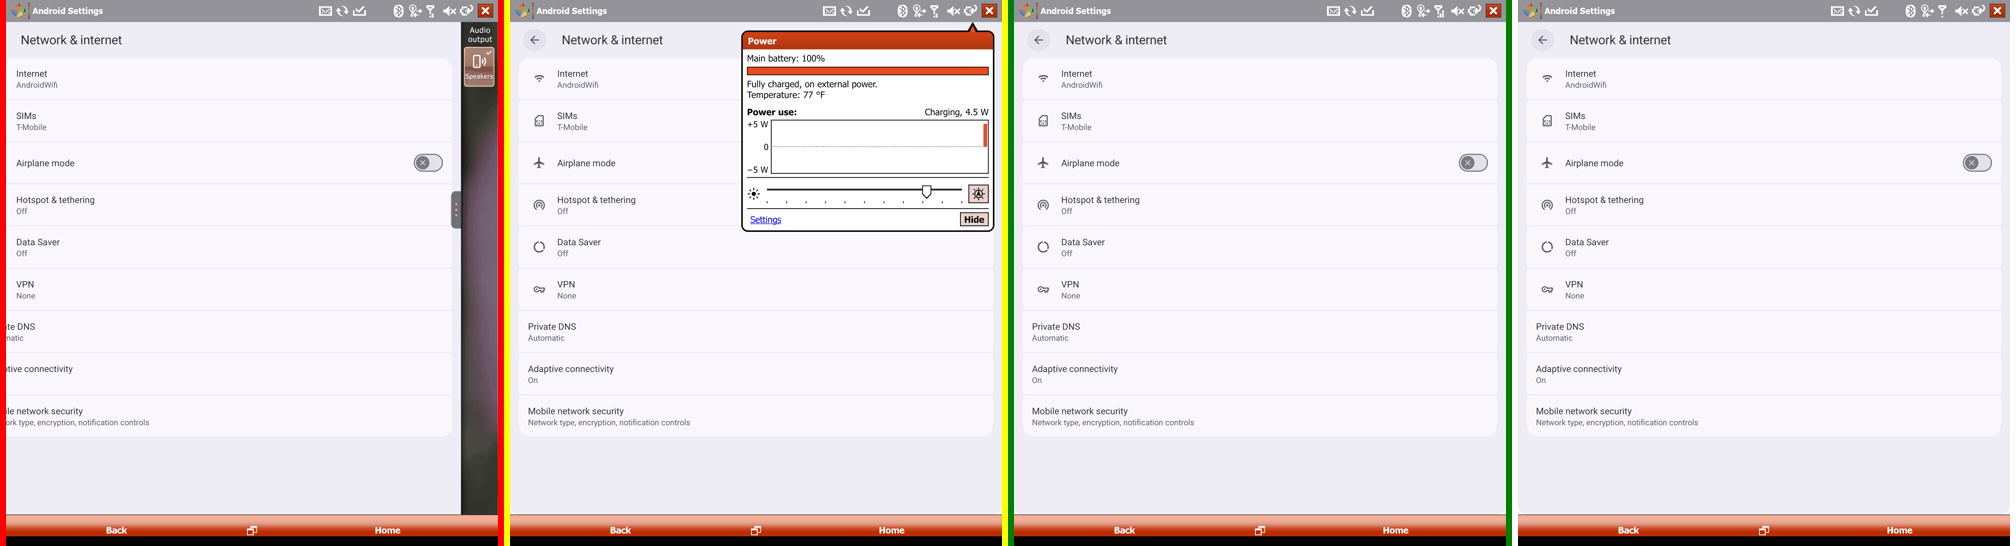 Android Settings
Network & internet
Internet
AndroidWifi
SIMs
T-Mobile
Airplane mode
Hotspot & tethering
Off
Data Saver
Off
VPN
None
te DNS
matic
tive connectivity
le network security
ork type, encryption, notification controls
Audio
output
Speakers
Back
Home
Android Settings
Network & internet
Internet
AndroidWifi
SIMs
T-Mobile
Airplane mode
Hotspot & tethering
Off
Data Saver
Off
VPN
None
Private DNS
Automatic
Adaptive connectivity
On
Mobile network security
Network type, encryption, notification controls
Power
Main battery: 100%
Fully charged, on external power.
Temperature: 77 °F
Power use: Charging, 4.5 W
+5 W
0
−5 W
Settings
Hide
Back
Home
Android Settings
Network & internet
Internet
AndroidWifi
SIMs
T-Mobile
Airplane mode
Hotspot & tethering
Off
Data Saver
Off
VPN
None
Private DNS
Automatic
Adaptive connectivity
On
Mobile network security
Network type, encryption, notification controls
Back
Home
Android Settings
Network & internet
Internet
AndroidWifi
SIMs
T-Mobile
Airplane mode
Hotspot & tethering
Off
Data Saver
Off
VPN
None
Private DNS
Automatic
Adaptive connectivity
On
Mobile network security
Network type, encryption, notification controls
Back
Home